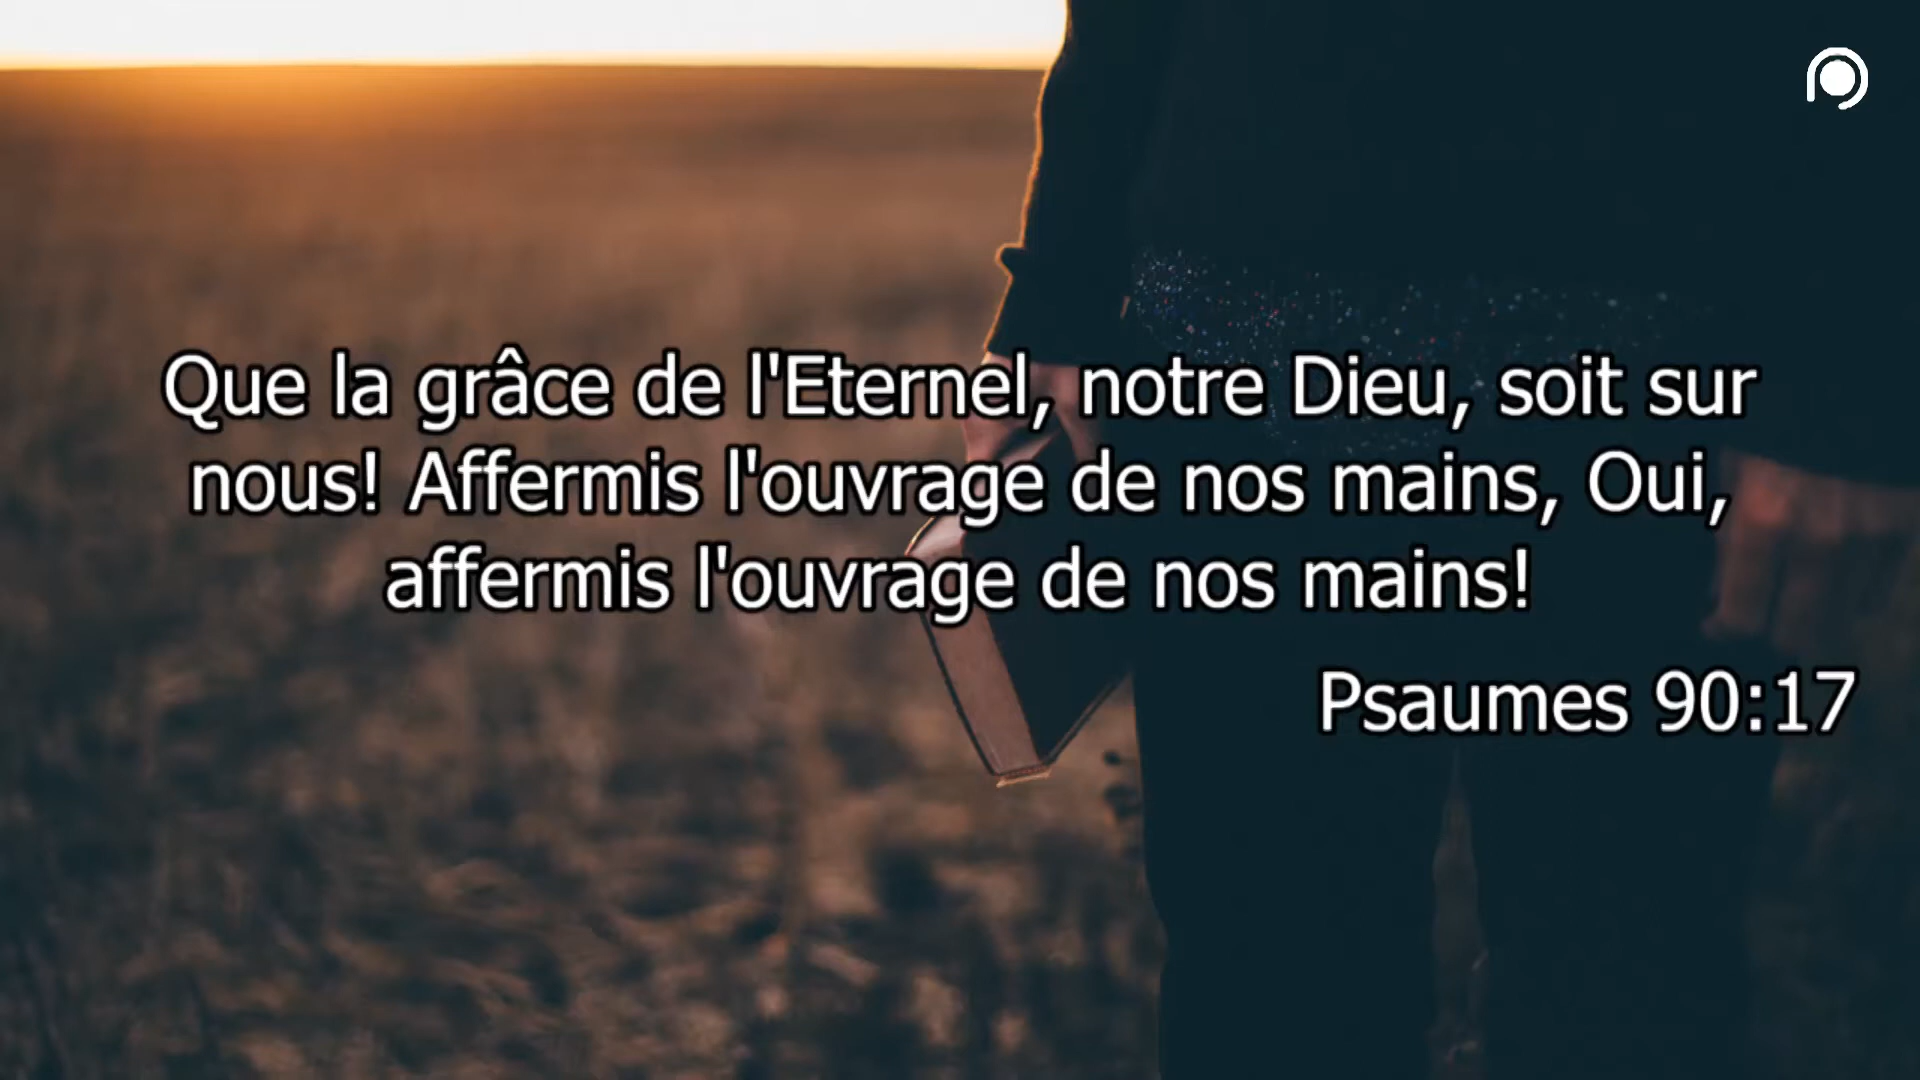 Que la grâce de l'Eternel, notre Dieu, soit sur
nous! Affermis l'ouvrage de nos mains, Oui,
affermis l'ouvrage de nos mains!
Psaumes 90:17